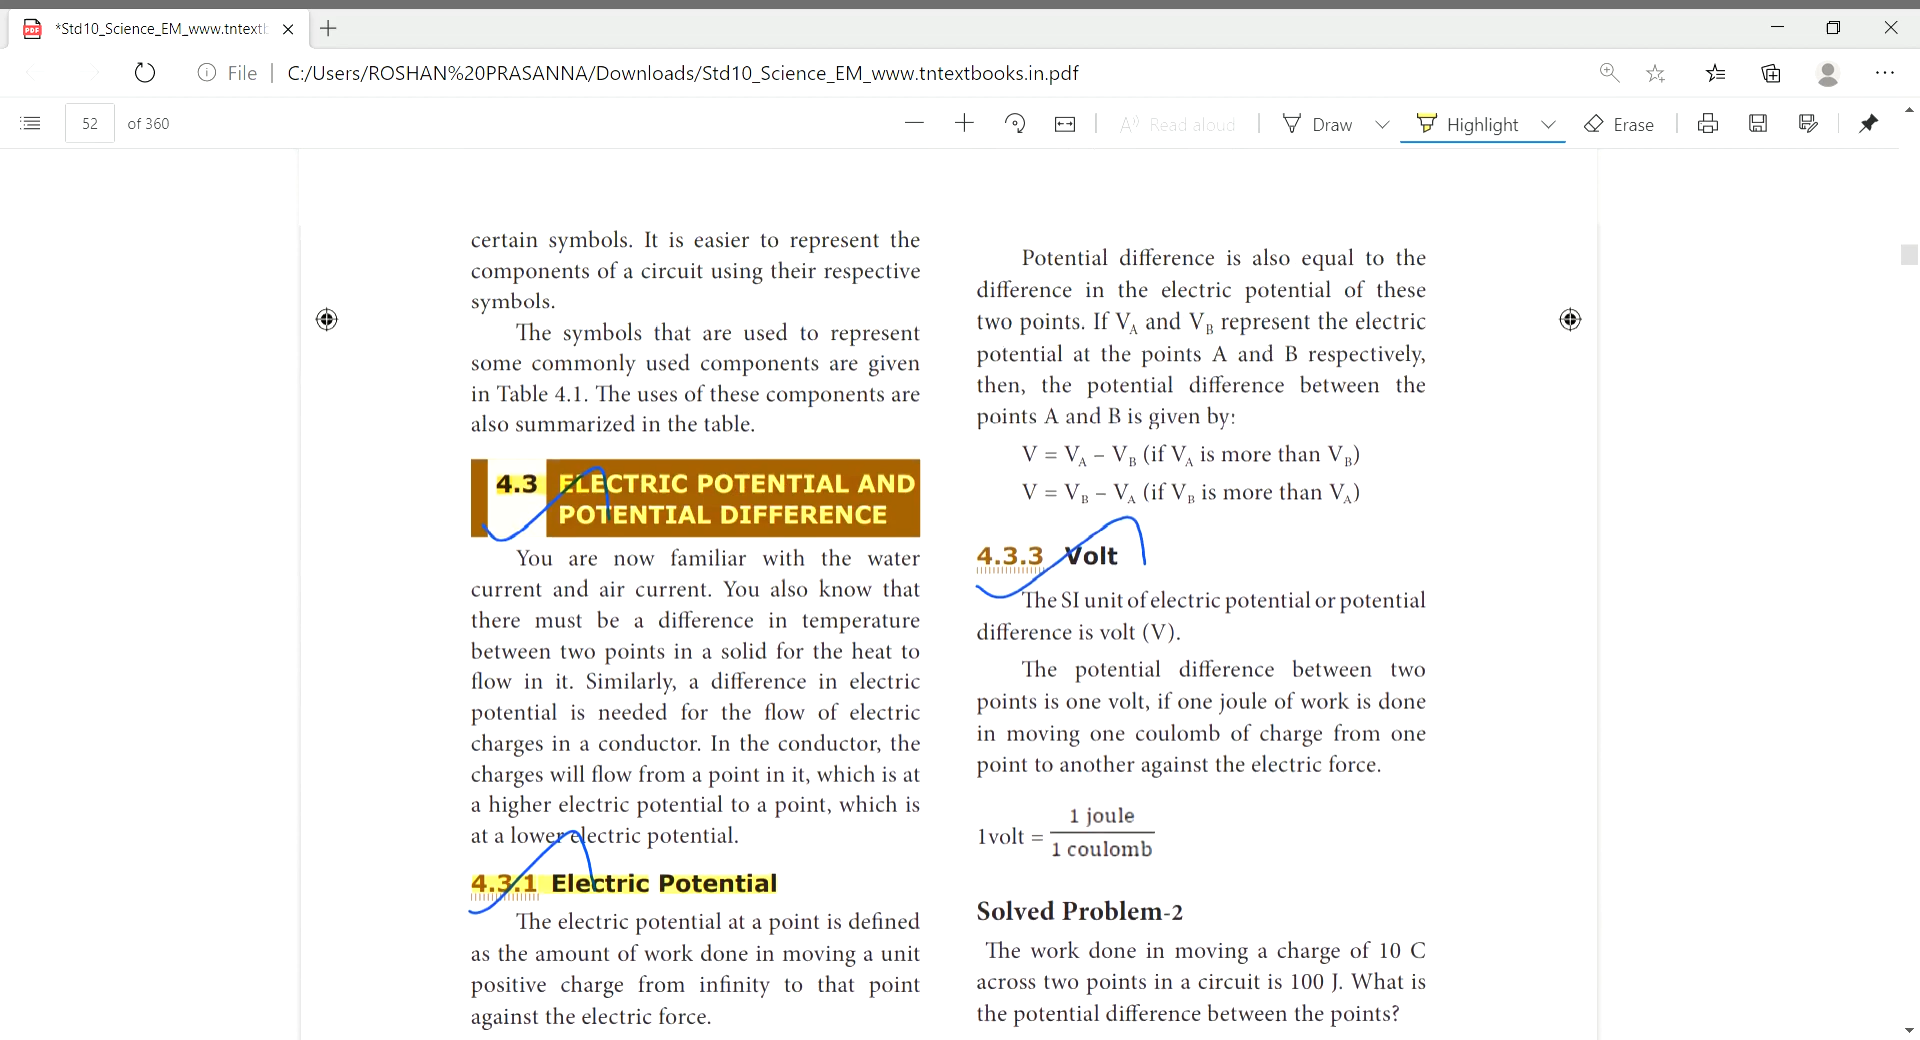 *Std10_Science_EM_www.tntextb
File
C:/Users/ROSHAN%20PRASANNA/Downloads/Std10_Science_EM_www.tntextbooks.in.pdf
52 of 360
Read aloud
Draw
Highlight
Erase
certain symbols. It is easier to represent the
components of a circuit using their respective
symbols.
The symbols that are used to represent
some commonly used components are given
in Table 4.1. The uses of these components are
also summarized in the table.
4.3 ELECTRIC POTENTIAL AND
POTENTIAL DIFFERENCE
You are now familiar with the water
current and air current. You also know that
there must be a difference in temperature
between two points in a solid for the heat to
flow in it. Similarly, a difference in electric
potential is needed for the flow of electric
charges in a conductor. In the conductor, the
charges will flow from a point in it, which is at
a higher electric potential to a point, which is
at a lower electric potential.
4.3.1 Electric Potential
The electric potential at a point is defined
as the amount of work done in moving a unit
positive charge from infinity to that point
against the electric force.
Potential difference is also equal to the
difference in the electric potential of these
two points. If V_A and V_B represent the electric
potential at the points A and B respectively,
then, the potential difference between the
points A and B is given by:
V = V_A – V_B (if V_A is more than V_B)
V = V_B – V_A (if V_B is more than V_A)
4.3.3 Volt
The SI unit of electric potential or potential
difference is volt (V).
The potential difference between two
points is one volt, if one joule of work is done
in moving one coulomb of charge from one
point to another against the electric force.
1 joule
1volt =
1 coulomb
Solved Problem-2
The work done in moving a charge of 10 C
across two points in a circuit is 100 J. What is
the potential difference between the points?